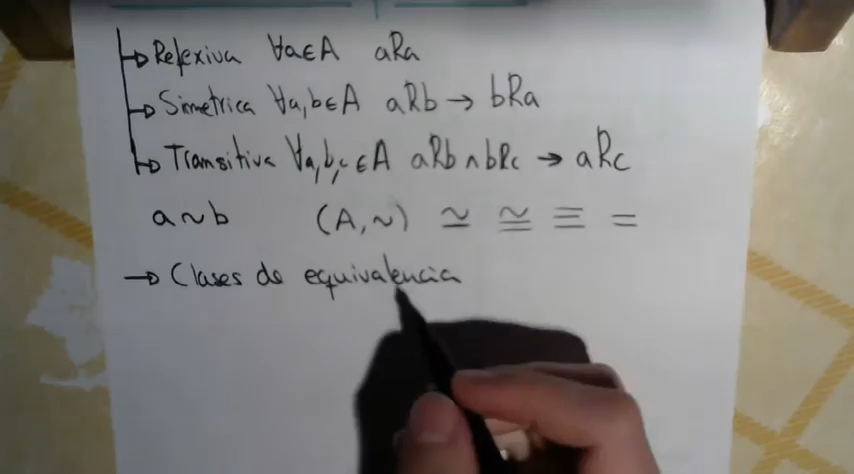 Reflexiva ∀a∈A aRa
Simetrica ∀a,b∈A aRb → bRa
Transitiva ∀a,b,c∈A aRb ∧ bRc → aRc
a~b (A,~) ≃ ≅ ≡ =
→ Clases de equivalencia